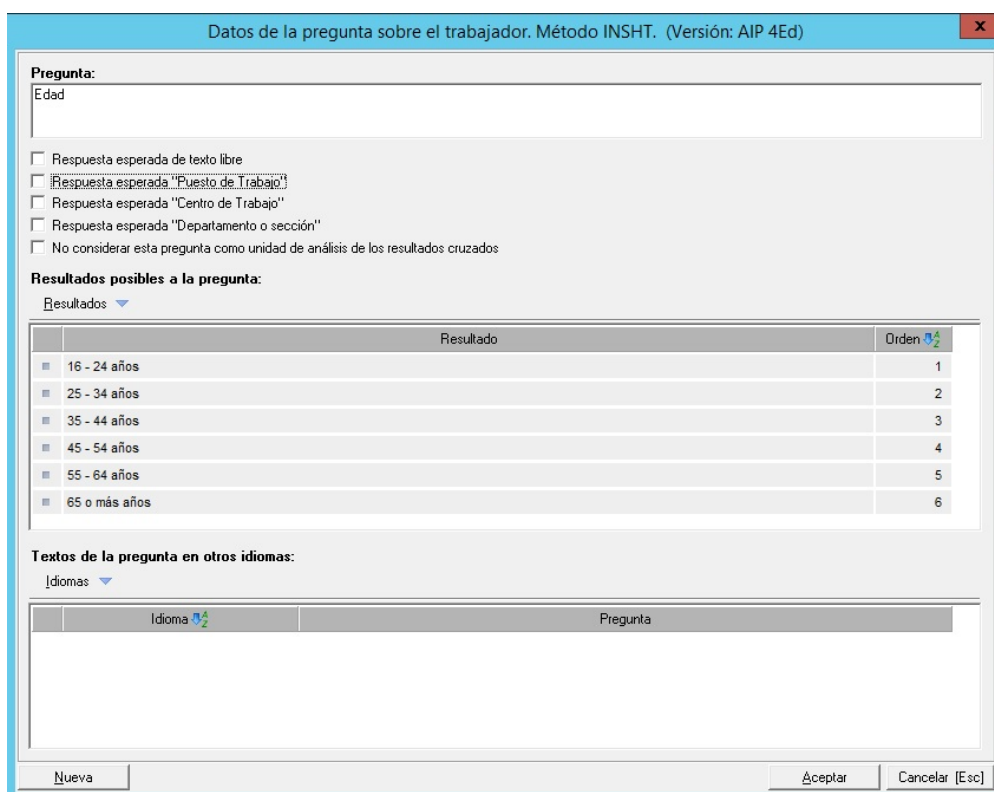 Datos de la pregunta sobre el trabajador. Método INSHT. (Versión: AIP 4Ed)
x
Pregunta:
Edad
Respuesta esperada de texto libre
Respuesta esperada "Puesto de Trabajo"
Respuesta esperada "Centro de Trabajo"
Respuesta esperada "Departamento o sección"
No considerar esta pregunta como unidad de análisis de los resultados cruzados
Resultados posibles a la pregunta:
Resultados
Resultado Orden
16 - 24 años 1
25 - 34 años 2
35 - 44 años 3
45 - 54 años 4
55 - 64 años 5
65 o más años 6
Textos de la pregunta en otros idiomas:
Idiomas
Idioma Pregunta
Nueva Aceptar Cancelar [Esc]